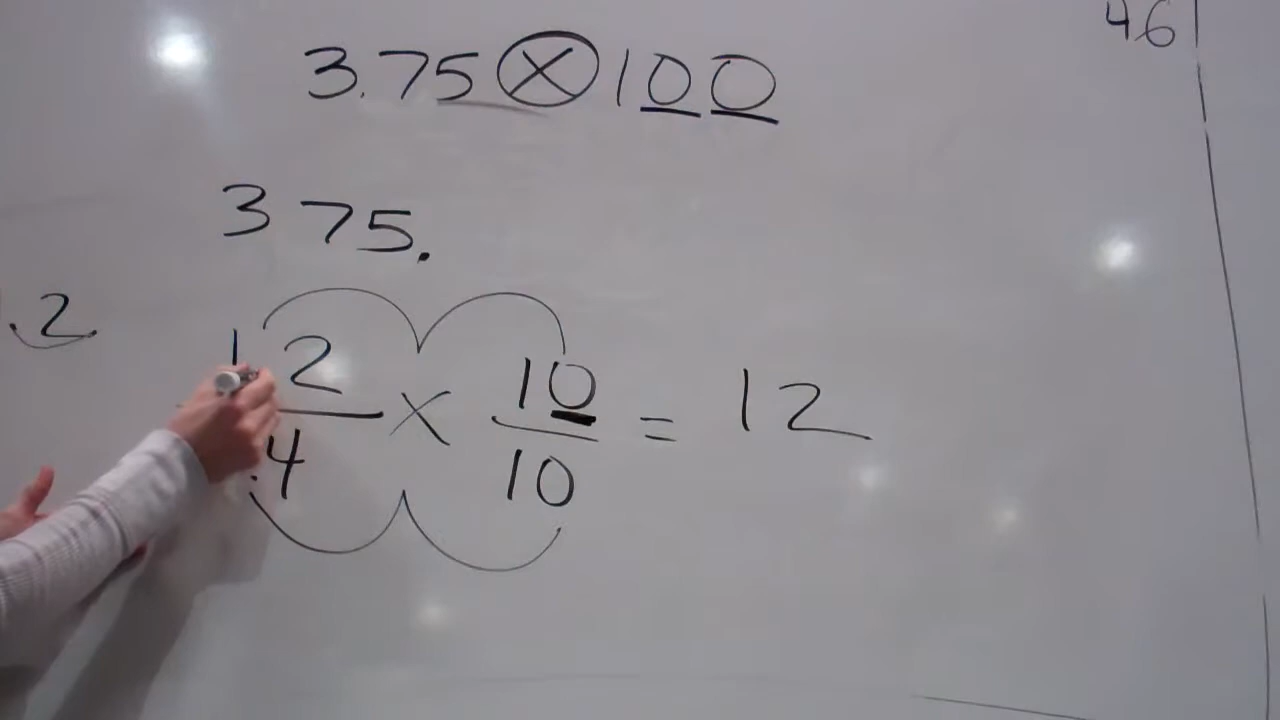 46
3.75 × 100
375.
.2
12 × 10 = 12
.4 10